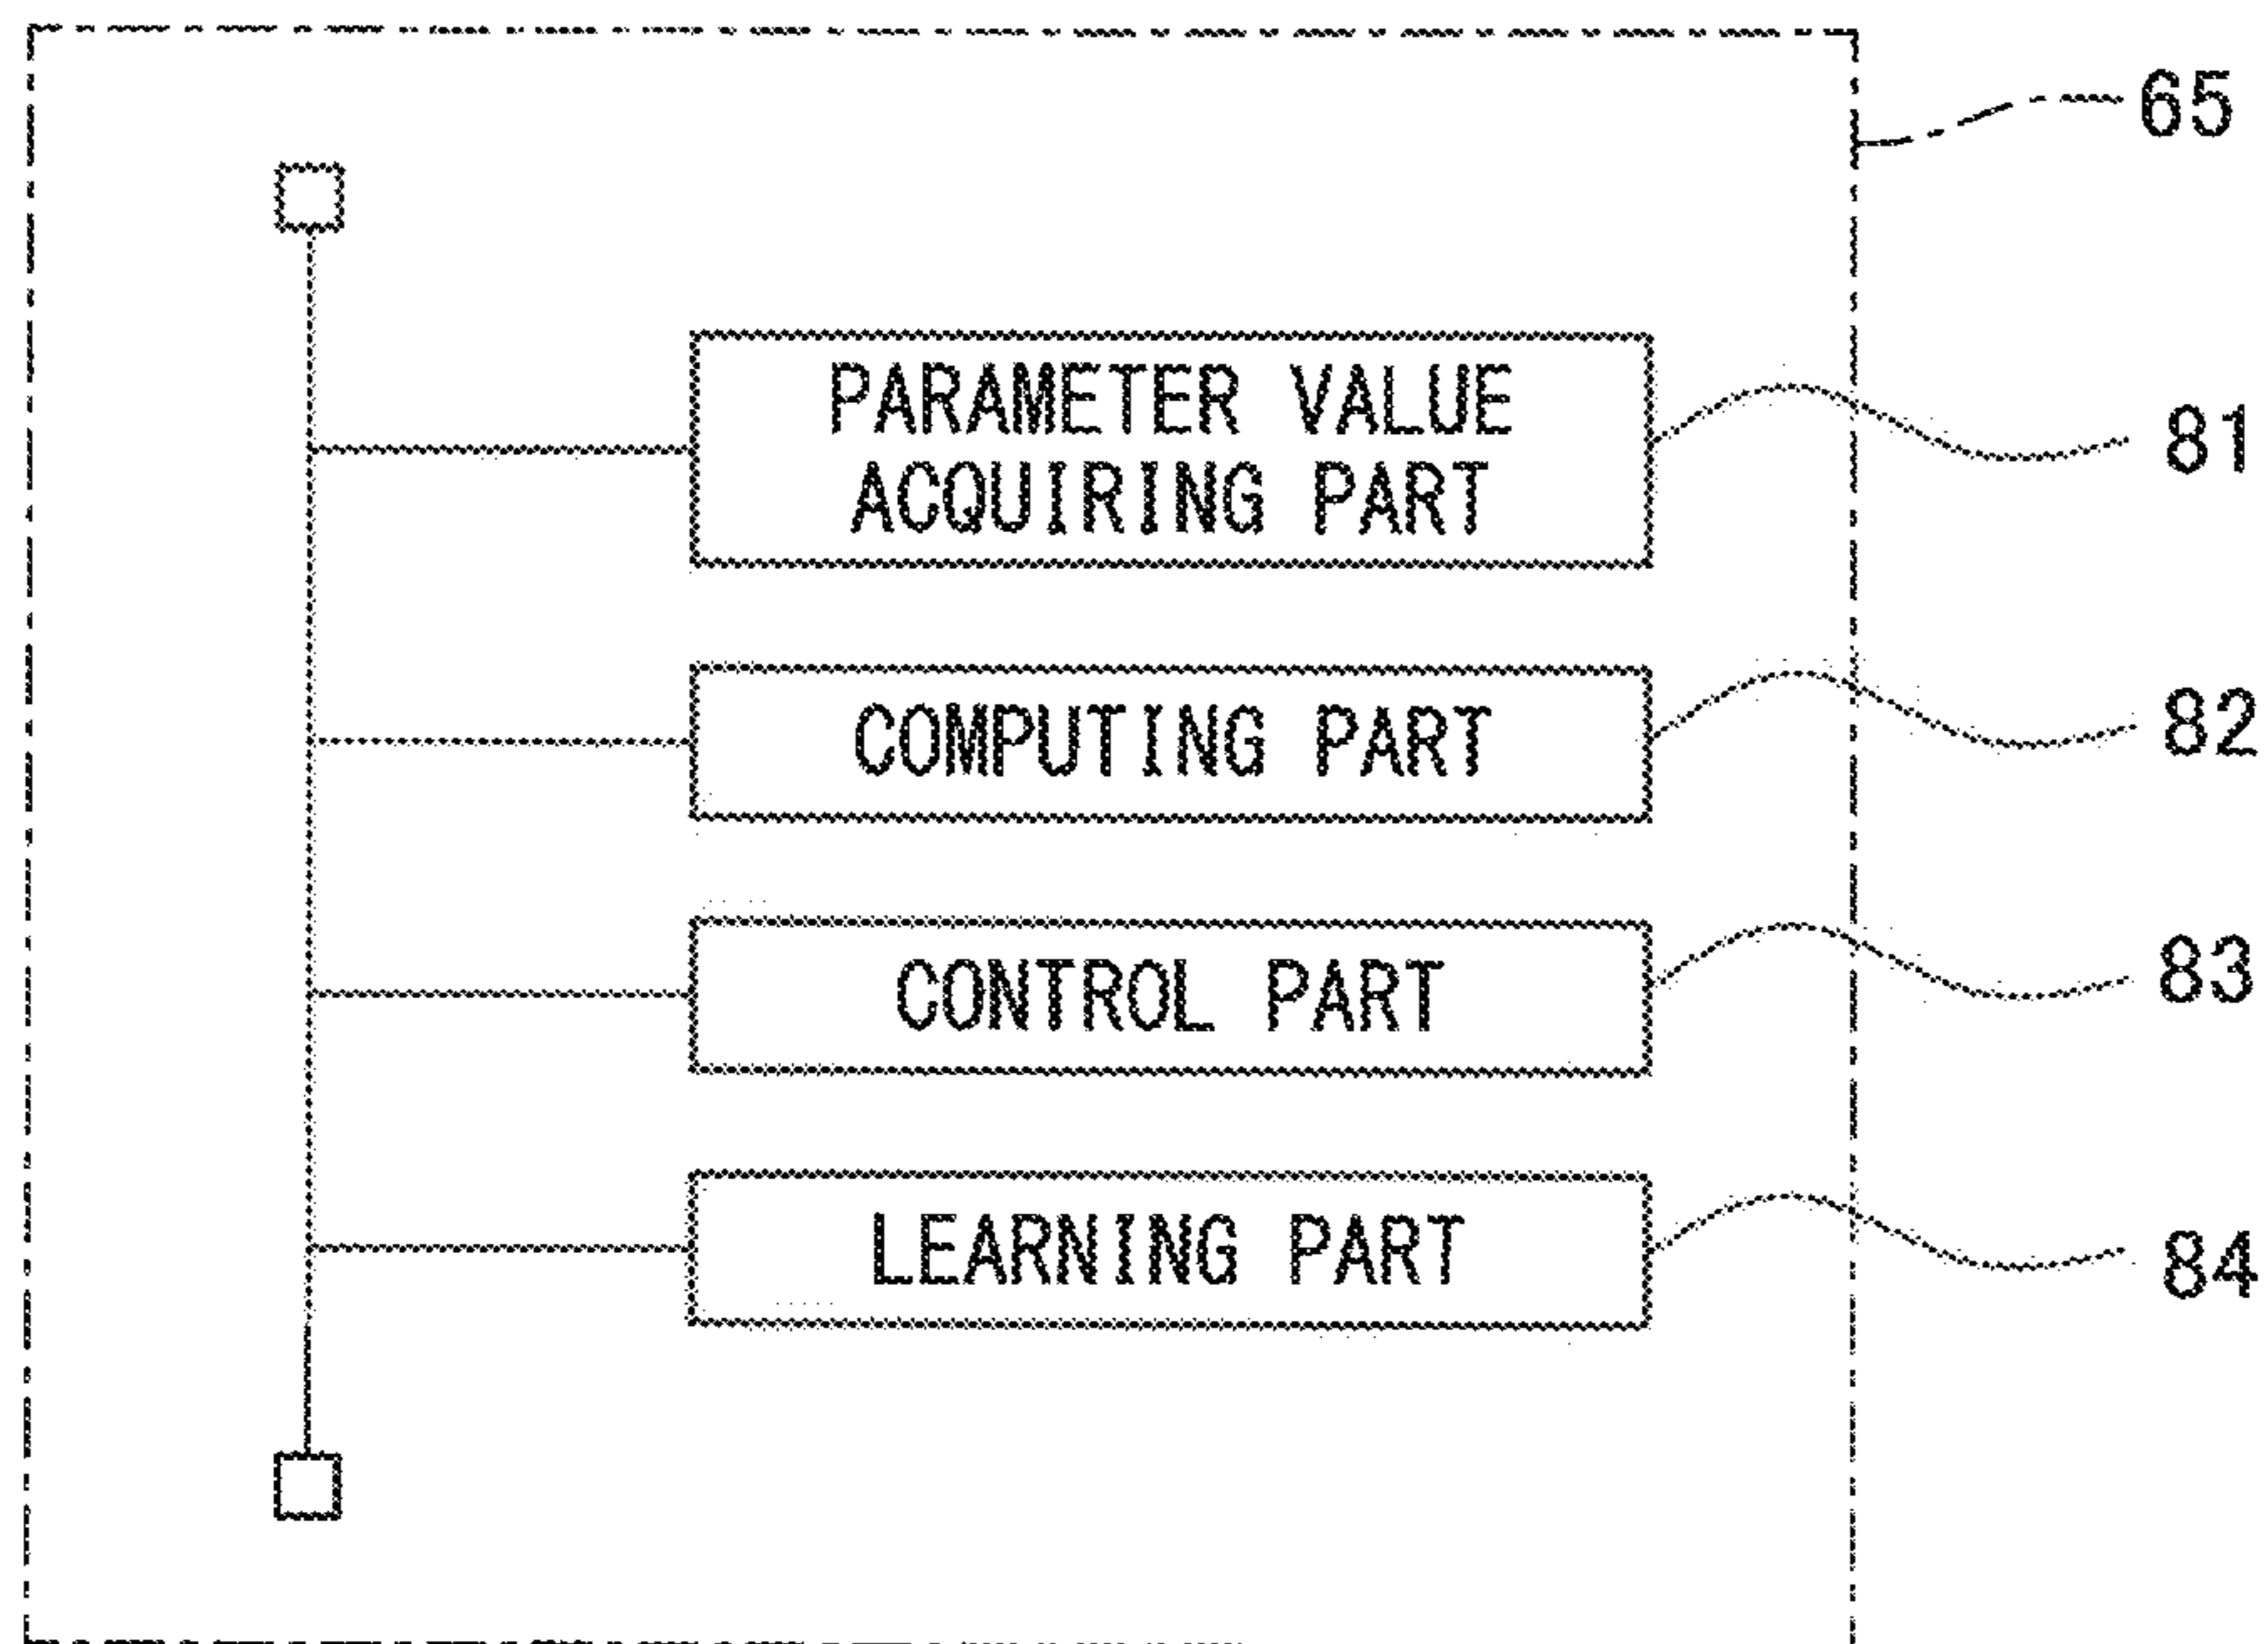 65
PARAMETER VALUE
ACQUIRING PART
81
COMPUTING PART
82
CONTROL PART
83
LEARNING PART
84